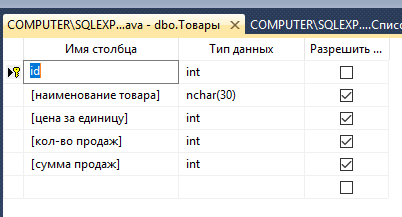 COMPUTER\SQLEXP...ava - dbo.Товары COMPUTER\SQLEXP....Списо
Имя столбца Тип данных Разрешить ...
id int
[наименование товара] nchar(30)
[цена за единицу] int
[кол-во продаж] int
[сумма продаж] int